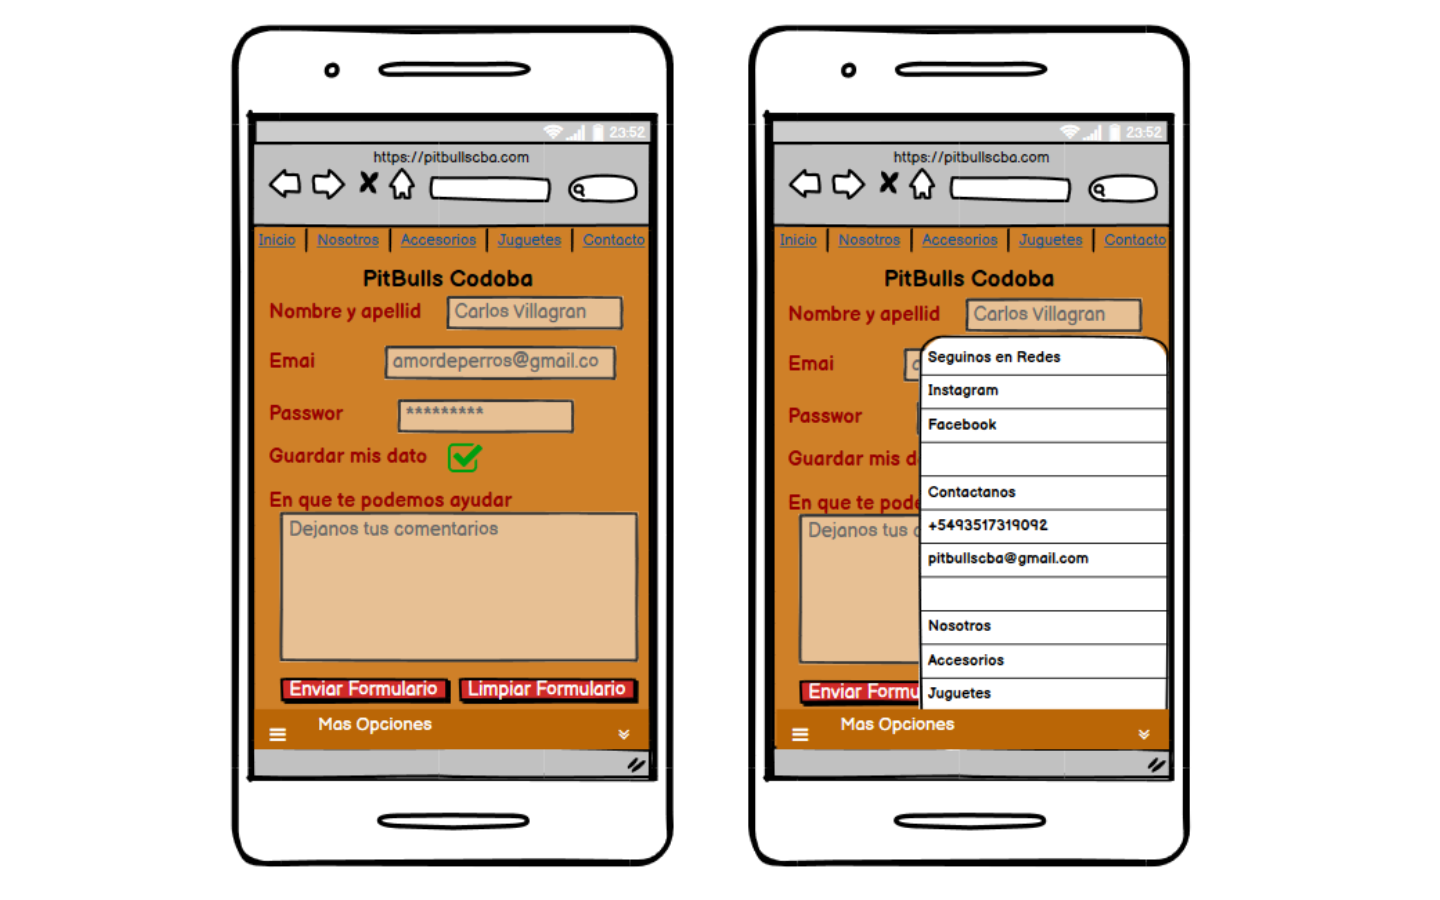 23:52
https://pitbullscba.com
Inicio Nosotros Accesorios Juguetes Contacto
PitBulls Codoba
Nombre y apellid Carlos Villagran
Emai amordeperros@gmail.co
Passwor *********
Guardar mis dato
En que te podemos ayudar
Dejanos tus comentarios
Enviar Formulario Limpiar Formulario
Mas Opciones
23:52
https://pitbullscba.com
Inicio Nosotros Accesorios Juguetes Contacto
PitBulls Codoba
Nombre y apellid Carlos Villagran
Emai a
Passwor
Guardar mis d
En que te pode
Dejanos tus c
Enviar Formu
Seguinos en Redes
Instagram
Facebook
Contactanos
+5493517319092
pitbullscba@gmail.com
Nosotros
Accesorios
Juguetes
Mas Opciones